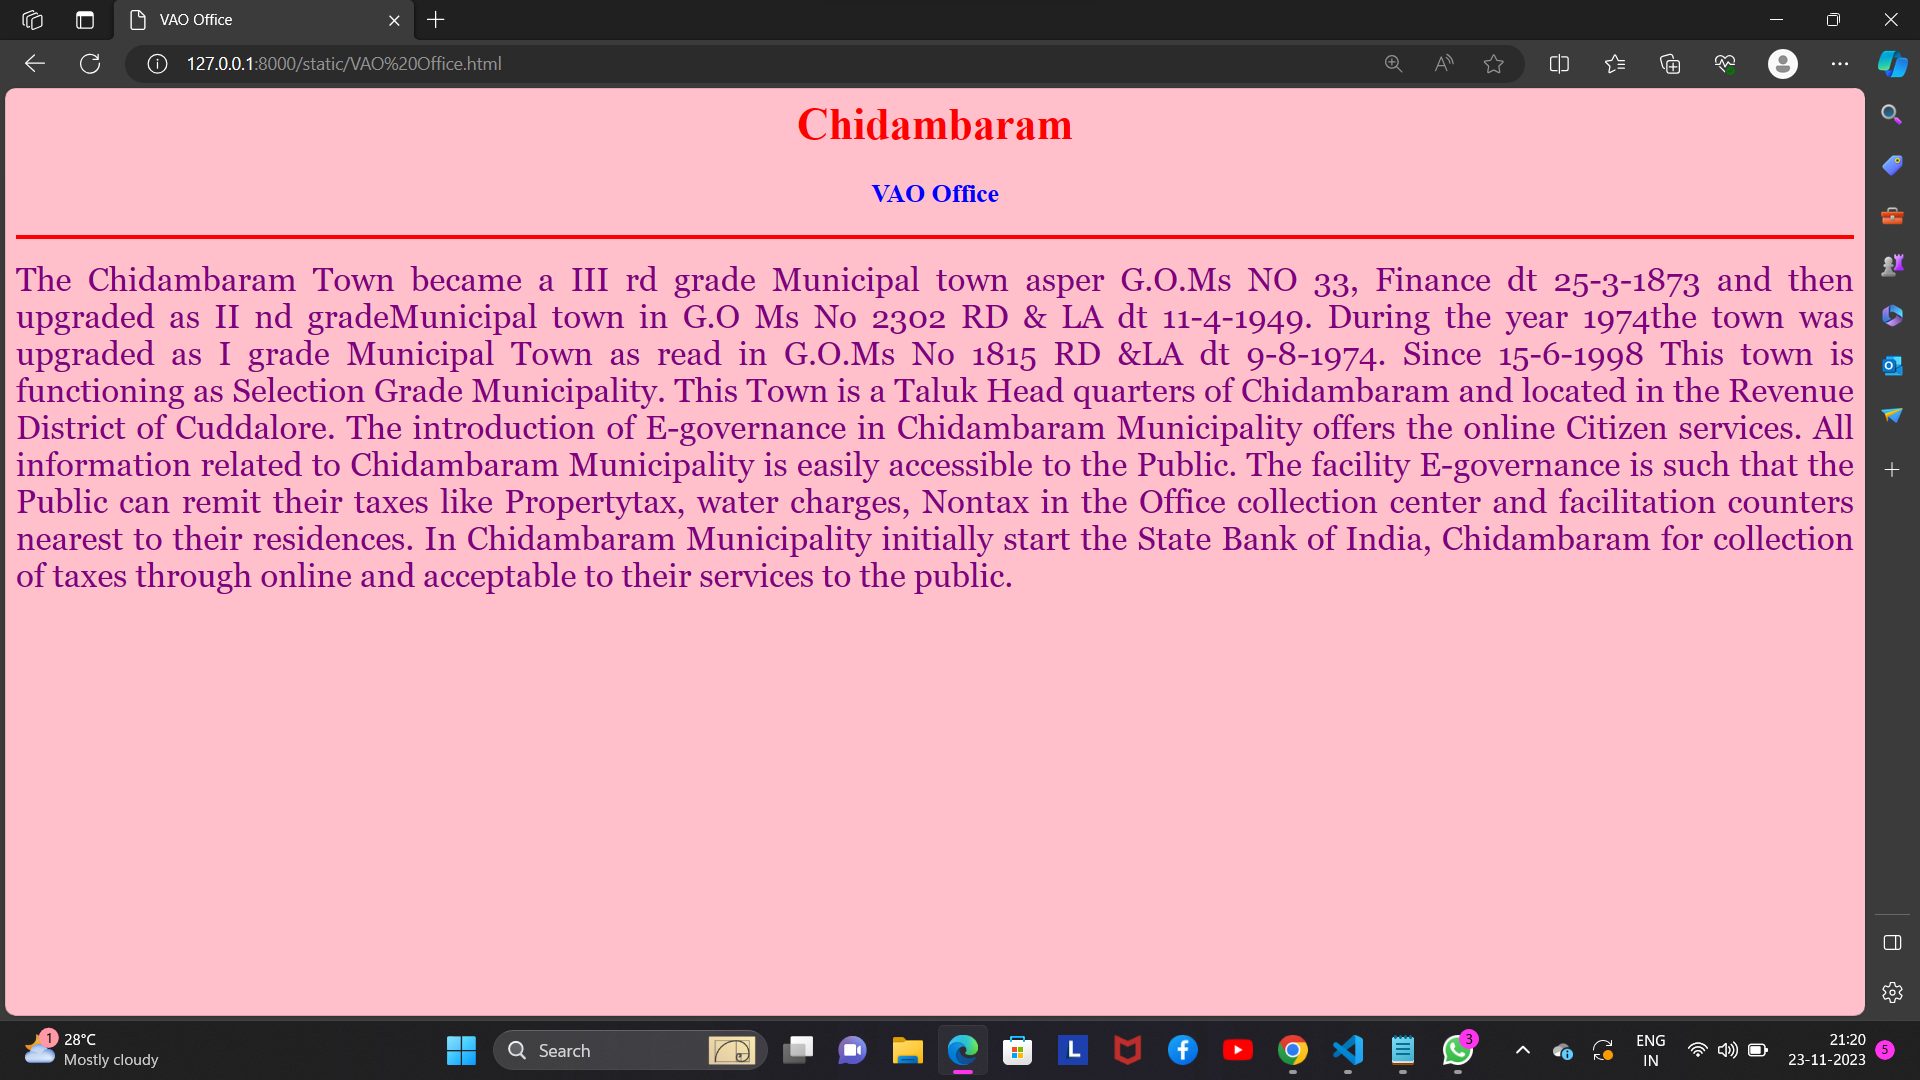 VAO Office
127.0.0.1:8000/static/VAO%20Office.html
Chidambaram
VAO Office
The Chidambaram Town became a III rd grade Municipal town asper G.O.Ms NO 33, Finance dt 25-3-1873 and then
upgraded as II nd gradeMunicipal town in G.O Ms No 2302 RD & LA dt 11-4-1949. During the year 1974the town was
upgraded as I grade Municipal Town as read in G.O.Ms No 1815 RD &LA dt 9-8-1974. Since 15-6-1998 This town is
functioning as Selection Grade Municipality. This Town is a Taluk Head quarters of Chidambaram and located in the Revenue
District of Cuddalore. The introduction of E-governance in Chidambaram Municipality offers the online Citizen services. All
information related to Chidambaram Municipality is easily accessible to the Public. The facility E-governance is such that the
Public can remit their taxes like Propertytax, water charges, Nontax in the Office collection center and facilitation counters
nearest to their residences. In Chidambaram Municipality initially start the State Bank of India, Chidambaram for collection
of taxes through online and acceptable to their services to the public.
1
28°C
Mostly cloudy
Search
L
3
ENG
IN
21:20
23-11-2023
5